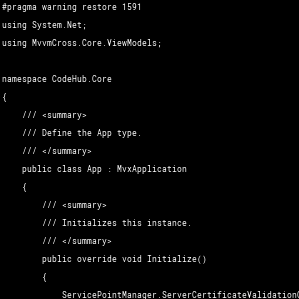 #pragma warning restore 1591
using System.Net;
using MvvmCross.Core.ViewModels;
namespace CodeHub.Core
{
/// <summary>
/// Define the App type.
/// </summary>
public class App : MvxApplication
{
/// <summary>
/// Initializes this instance.
/// </summary>
public override void Initialize()
{
ServicePointManager.ServerCertificateValidation